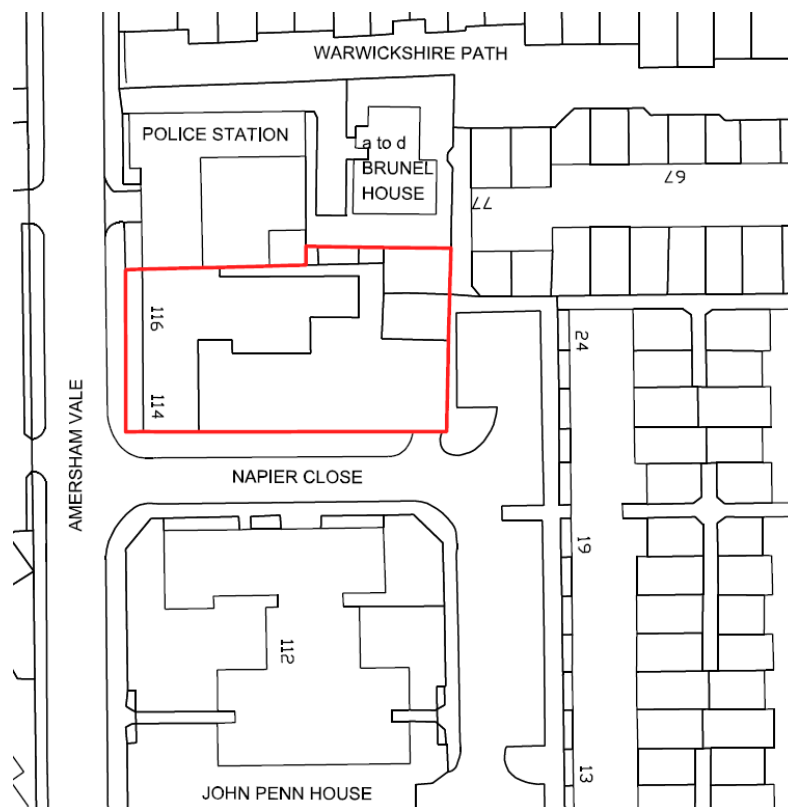 WARWICKSHIRE PATH
POLICE STATION
a to d
BRUNEL
HOUSE
67
77
116
114
24
AMERSHAM VALE
NAPIER CLOSE
19
112
13
JOHN PENN HOUSE